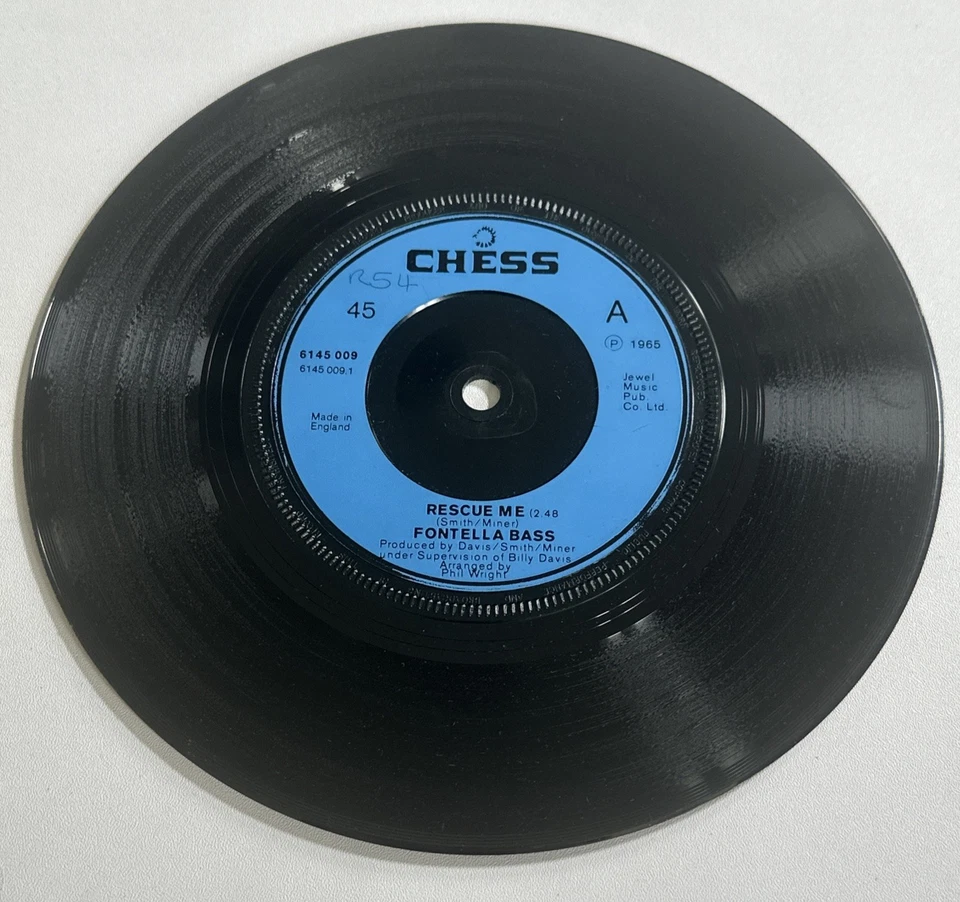 CHESS
R54
45
A
6145 009
6145 009.1
Ⓟ 1965
Jewel
Music
Pub.
Co. Ltd.
Made in
England
RESCUE ME (2.48
(Smith/Miner)
FONTELLA BASS
Produced by Davis/Smith/Miner
under Supervision of Billy Davis
Arranged by
Phil Wright